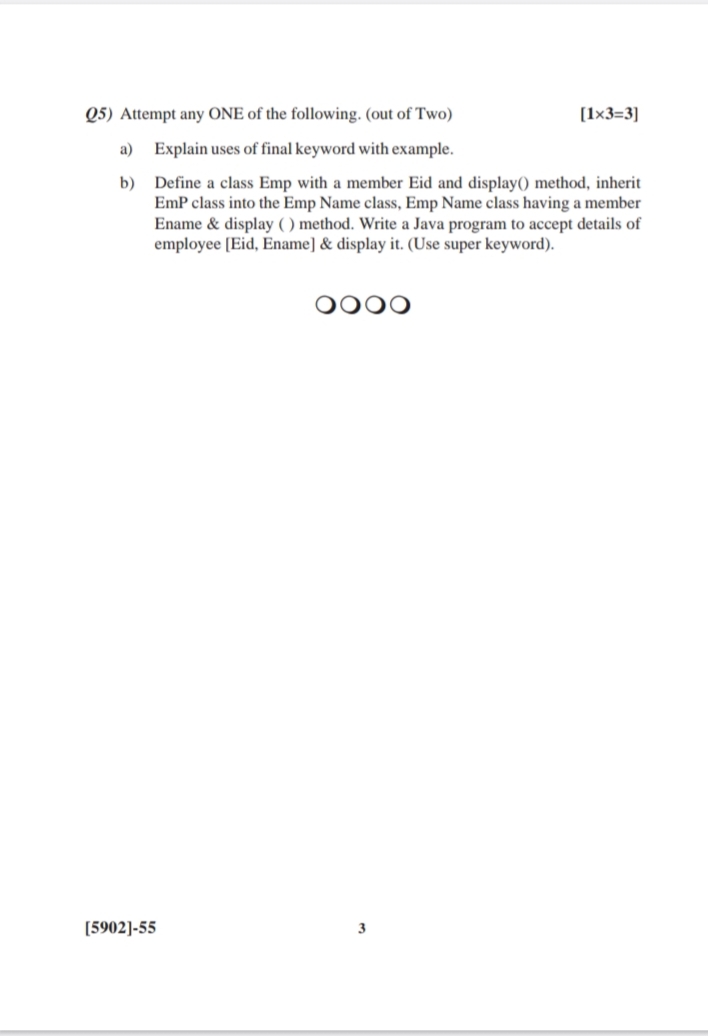 Q5) Attempt any ONE of the following. (out of Two) [1×3=3]
a) Explain uses of final keyword with example.
b) Define a class Emp with a member Eid and display() method, inherit
EmP class into the Emp Name class, Emp Name class having a member
Ename & display ( ) method. Write a Java program to accept details of
employee [Eid, Ename] & display it. (Use super keyword).
[5902]-55 3